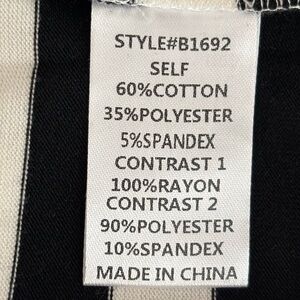 STYLE#B1692
SELF
60%COTTON
35%POLYESTER
5%SPANDEX
CONTRAST 1
100%RAYON
CONTRAST 2
90%POLYESTER
10%SPANDEX
MADE IN CHINA